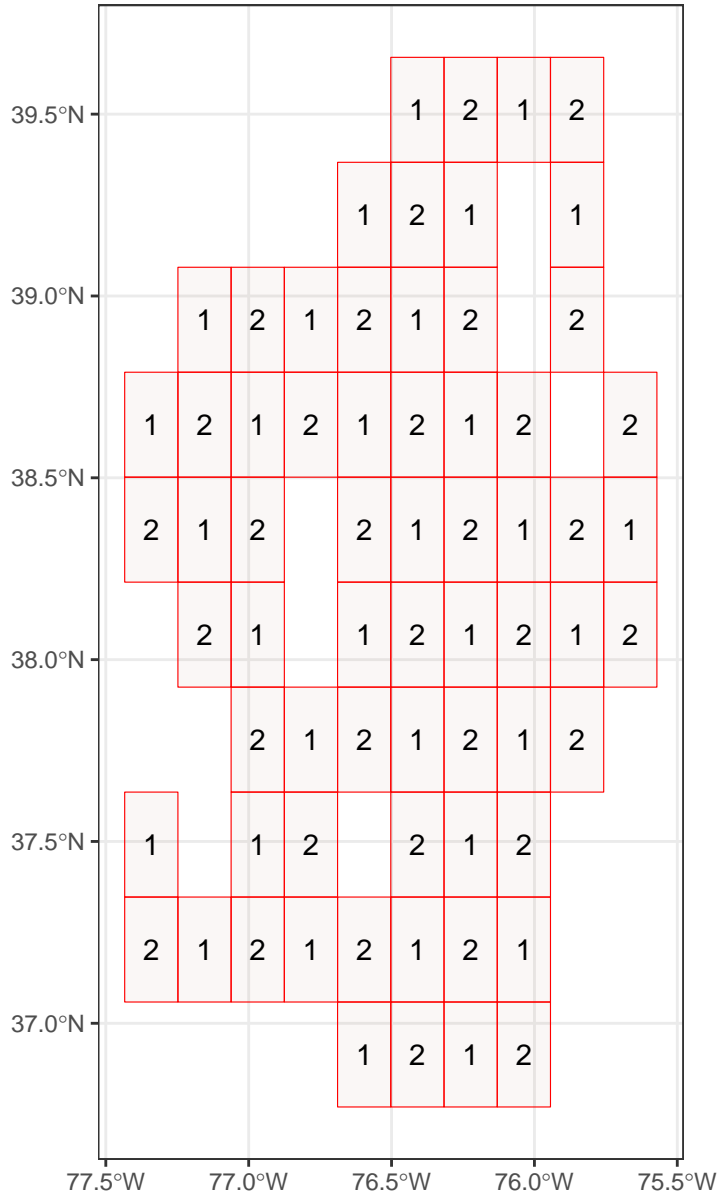 39.5°N
1 2 1 2
1 2 1 1
39.0°N
1 2 1 2 1 2 2
1 2 1 2 1 2 1 2 2
38.5°N
2 1 2 2 1 2 1 2 1
2 1 1 2 1 2 1 2
38.0°N
2 1 2 1 2 1 2
37.5°N
1 1 2 2 1 2
2 1 2 1 2 1 2 1
37.0°N
1 2 1 2
77.5°W 77.0°W 76.5°W 76.0°W 75.5°W